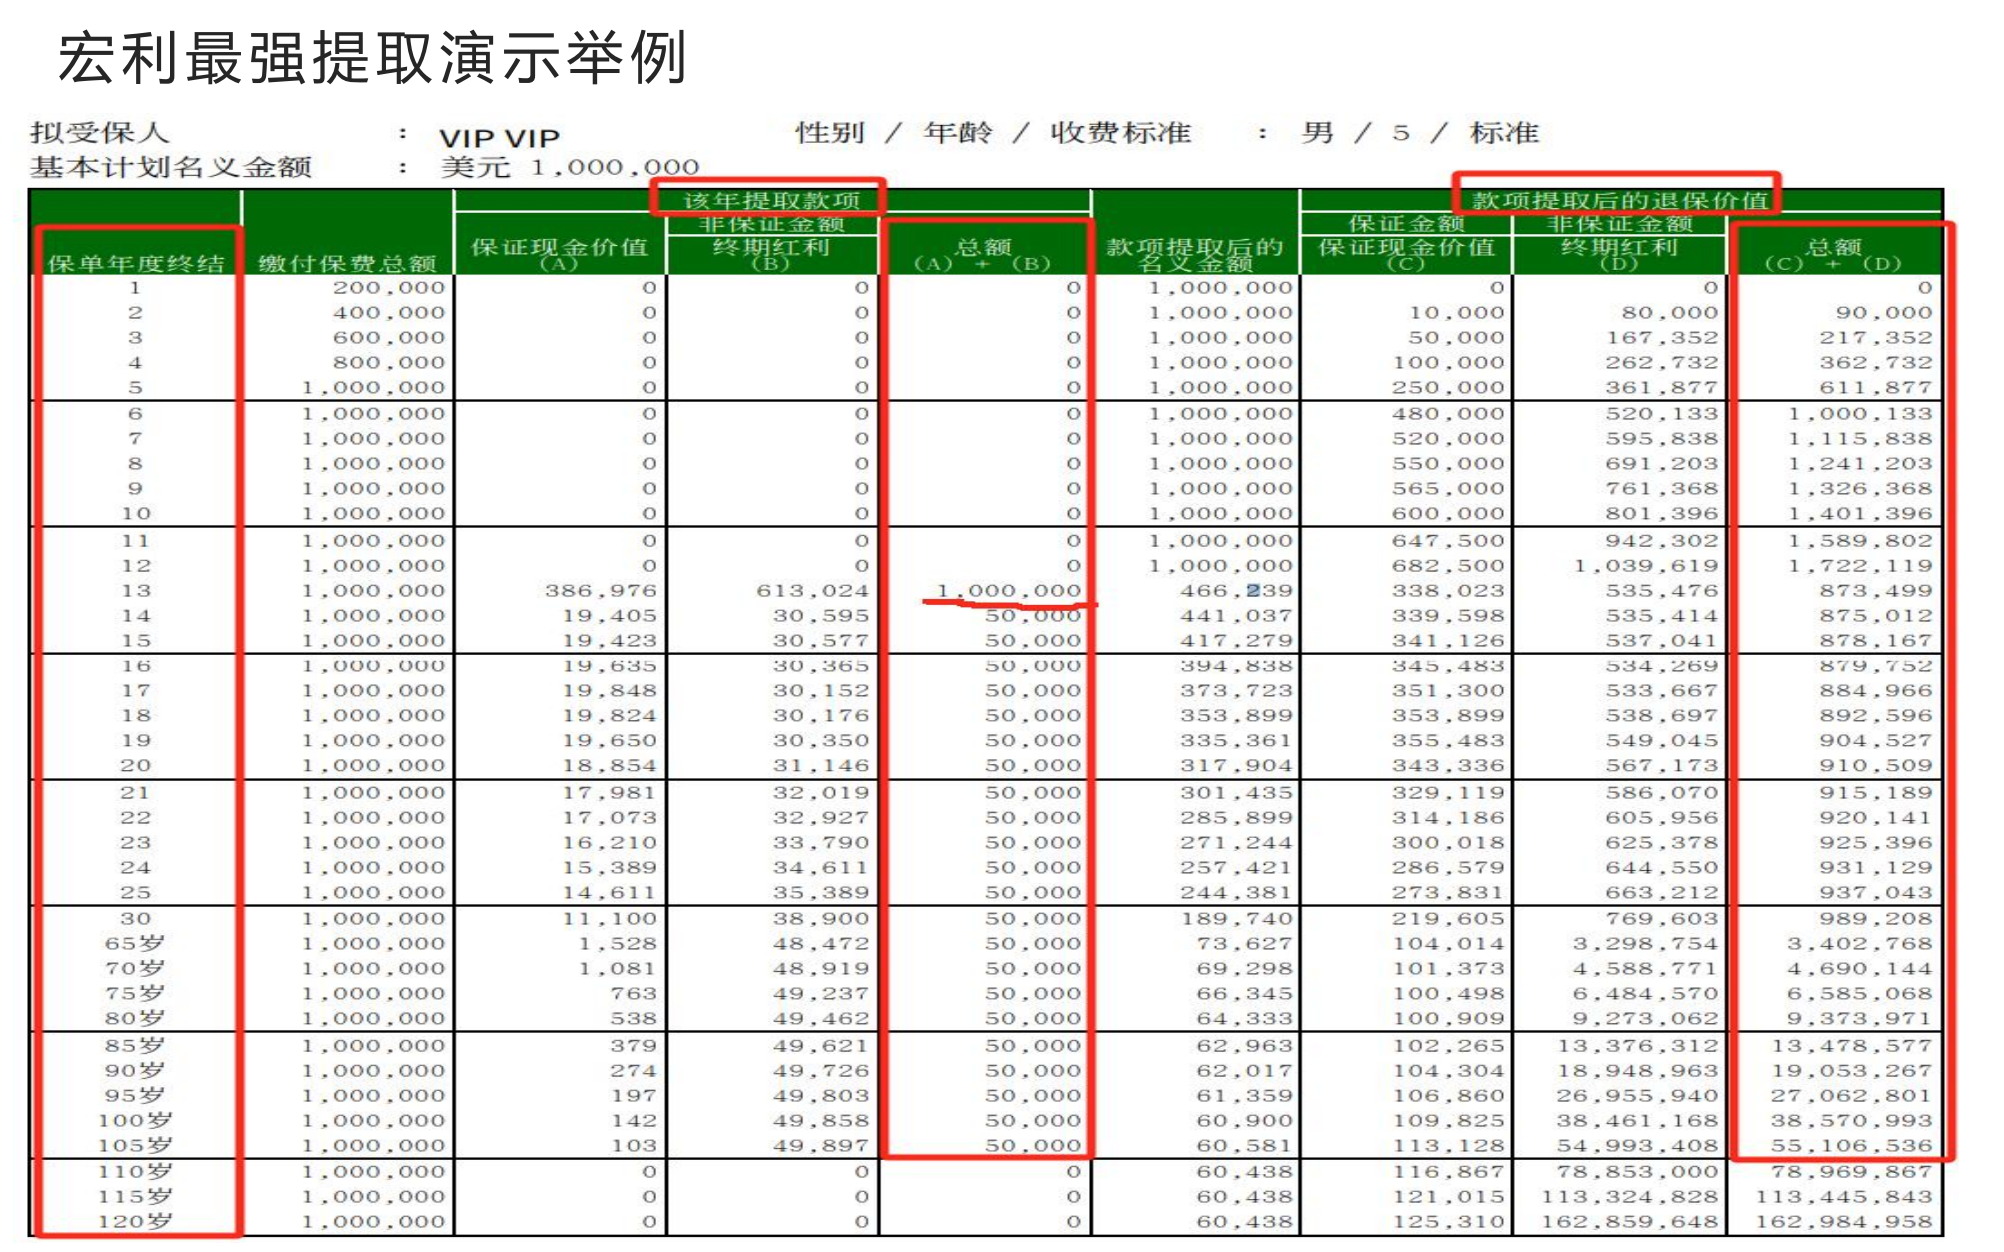 宏利最强提取演示举例
拟受保人 : VIP VIP 性别 / 年龄 / 收费标准 : 男 / 5 / 标准
基本计划名义金额 : 美元 1,000,000
该年提取款项 款项提取后的退保价值
非保证金额 保证金额 非保证金额
保单年度终结 缴付保费总额 保证现金价值 终期红利 总额 款项提取后的 保证现金价值 终期红利 总额
(A) (B) (A) + (B) 名义金额 (C) (D) (C) + (D)
1 200,000 0 0 0 1,000,000 0 0 0
2 400,000 0 0 0 1,000,000 10,000 80,000 90,000
3 600,000 0 0 0 1,000,000 50,000 167,352 217,352
4 800,000 0 0 0 1,000,000 100,000 262,732 362,732
5 1,000,000 0 0 0 1,000,000 250,000 361,877 611,877
6 1,000,000 0 0 0 1,000,000 480,000 520,133 1,000,133
7 1,000,000 0 0 0 1,000,000 520,000 595,838 1,115,838
8 1,000,000 0 0 0 1,000,000 550,000 691,203 1,241,203
9 1,000,000 0 0 0 1,000,000 565,000 761,368 1,326,368
10 1,000,000 0 0 0 1,000,000 600,000 801,396 1,401,396
11 1,000,000 0 0 0 1,000,000 647,500 942,302 1,589,802
12 1,000,000 0 0 0 1,000,000 682,500 1,039,619 1,722,119
13 1,000,000 386,976 613,024 1,000,000 466,239 338,023 535,476 873,499
14 1,000,000 19,405 30,595 50,000 441,037 339,598 535,414 875,012
15 1,000,000 19,423 30,577 50,000 417,279 341,126 537,041 878,167
16 1,000,000 19,635 30,365 50,000 394,838 345,483 534,269 879,752
17 1,000,000 19,848 30,152 50,000 373,723 351,300 533,667 884,966
18 1,000,000 19,824 30,176 50,000 353,899 353,899 538,697 892,596
19 1,000,000 19,650 30,350 50,000 335,361 355,483 549,045 904,527
20 1,000,000 18,854 31,146 50,000 317,904 343,336 567,173 910,509
21 1,000,000 17,981 32,019 50,000 301,435 329,119 586,070 915,189
22 1,000,000 17,073 32,927 50,000 285,899 314,186 605,956 920,141
23 1,000,000 16,210 33,790 50,000 271,244 300,018 625,378 925,396
24 1,000,000 15,389 34,611 50,000 257,421 286,579 644,550 931,129
25 1,000,000 14,611 35,389 50,000 244,381 273,831 663,212 937,043
30 1,000,000 11,100 38,900 50,000 189,740 219,605 769,603 989,208
65岁 1,000,000 1,528 48,472 50,000 73,627 104,014 3,298,754 3,402,768
70岁 1,000,000 1,081 48,919 50,000 69,298 101,373 4,588,771 4,690,144
75岁 1,000,000 763 49,237 50,000 66,345 100,498 6,484,570 6,585,068
80岁 1,000,000 538 49,462 50,000 64,333 100,909 9,273,062 9,373,971
85岁 1,000,000 379 49,621 50,000 62,963 102,265 13,376,312 13,478,577
90岁 1,000,000 274 49,726 50,000 62,017 104,304 18,948,963 19,053,267
95岁 1,000,000 197 49,803 50,000 61,359 106,860 26,955,940 27,062,801
100岁 1,000,000 142 49,858 50,000 60,900 109,825 38,461,168 38,570,993
105岁 1,000,000 103 49,897 50,000 60,581 113,128 54,993,408 55,106,536
110岁 1,000,000 0 0 0 60,438 116,867 78,853,000 78,969,867
115岁 1,000,000 0 0 0 60,438 121,015 113,324,828 113,445,843
120岁 1,000,000 0 0 0 60,438 125,310 162,859,648 162,984,958